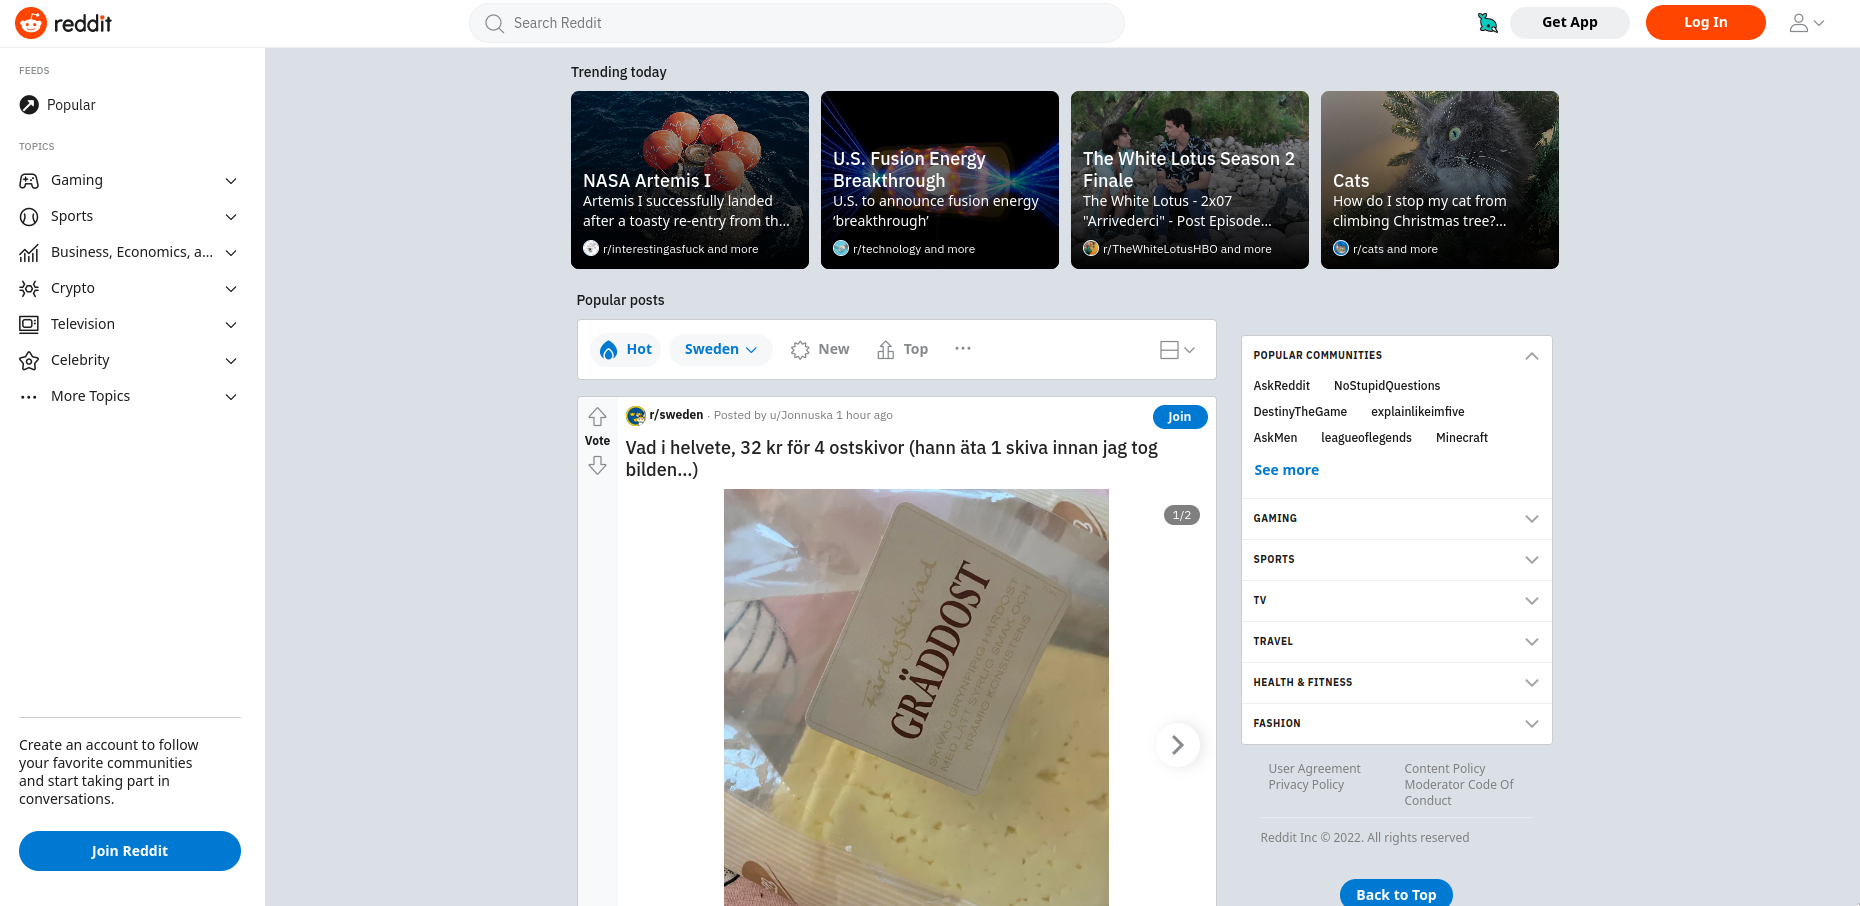 reddit
Search Reddit
Get App
Log In
FEEDS
Popular
TOPICS
Gaming
Sports
Business, Economics, a...
Crypto
Television
Celebrity
More Topics
Create an account to follow
your favorite communities
and start taking part in
conversations.
Join Reddit
Trending today
NASA Artemis I
Artemis I successfully landed
after a toasty re-entry from th...
r/interestingasfuck and more
U.S. Fusion Energy
Breakthrough
U.S. to announce fusion energy
‘breakthrough’
r/technology and more
The White Lotus Season 2
Finale
The White Lotus - 2x07
"Arrivederci" - Post Episode...
r/TheWhiteLotusHBO and more
Cats
How do I stop my cat from
climbing Christmas tree?...
r/cats and more
Popular posts
Hot
Sweden
New
Top
Vote
r/sweden · Posted by u/Jonnuska 1 hour ago
Join
Vad i helvete, 32 kr för 4 ostskivor (hann äta 1 skiva innan jag tog
bilden...)
1/2
Färdigskivad
GRÄDDOST
SKIVAD GRYNPIPIG HÅRDOST
MED LÄTT SYRLIG SMAK OCH
KRÄMIG KONSISTENS
POPULAR COMMUNITIES
AskReddit NoStupidQuestions
DestinyTheGame explainlikeimfive
AskMen leagueoflegends Minecraft
See more
GAMING
SPORTS
TV
TRAVEL
HEALTH & FITNESS
FASHION
User Agreement
Privacy Policy
Content Policy
Moderator Code Of
Conduct
Reddit Inc © 2022. All rights reserved
Back to Top